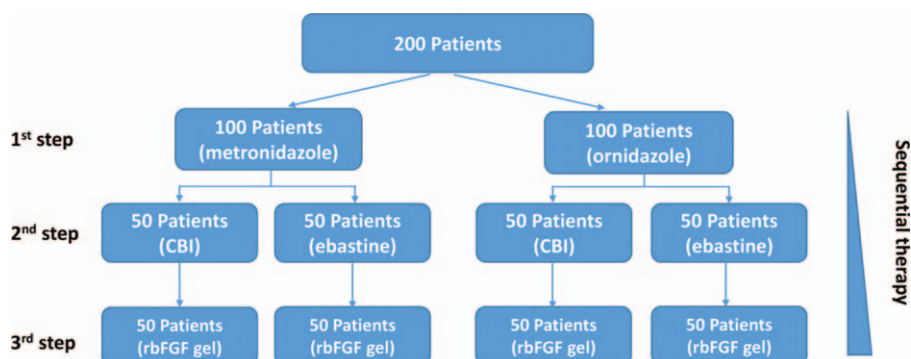 200 Patients
1st step
100 Patients
(metronidazole)
100 Patients
(ornidazole)
2nd step
50 Patients
(CBI)
50 Patients
(ebastine)
50 Patients
(CBI)
50 Patients
(ebastine)
3rd step
50 Patients
(rbFGF gel)
50 Patients
(rbFGF gel)
50 Patients
(rbFGF gel)
50 Patients
(rbFGF gel)
Sequential therapy